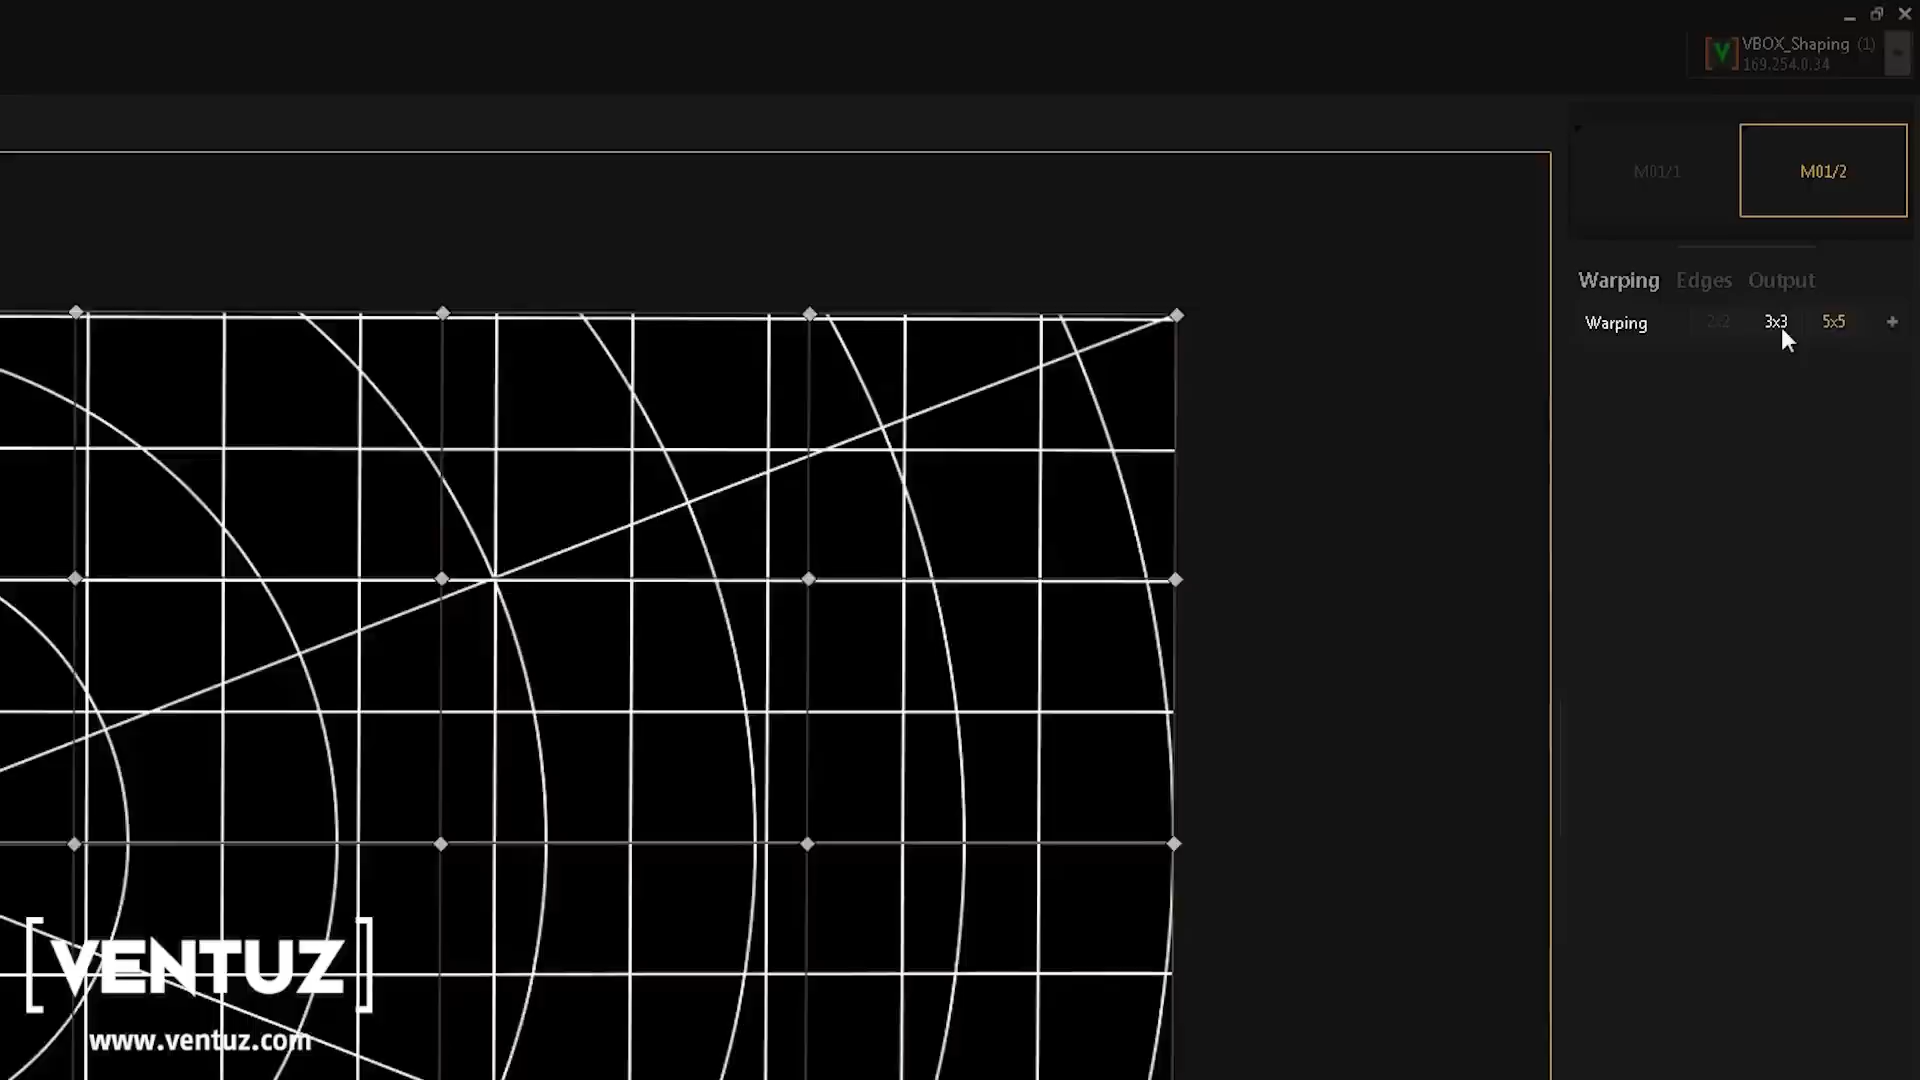 VBOX_Shaping (1)
169.254.0.34
M01/1 M01/2
Warping Edges Output
Warping 2x2 3x3 5x5 +
[VENTUZ]
www.ventuz.com